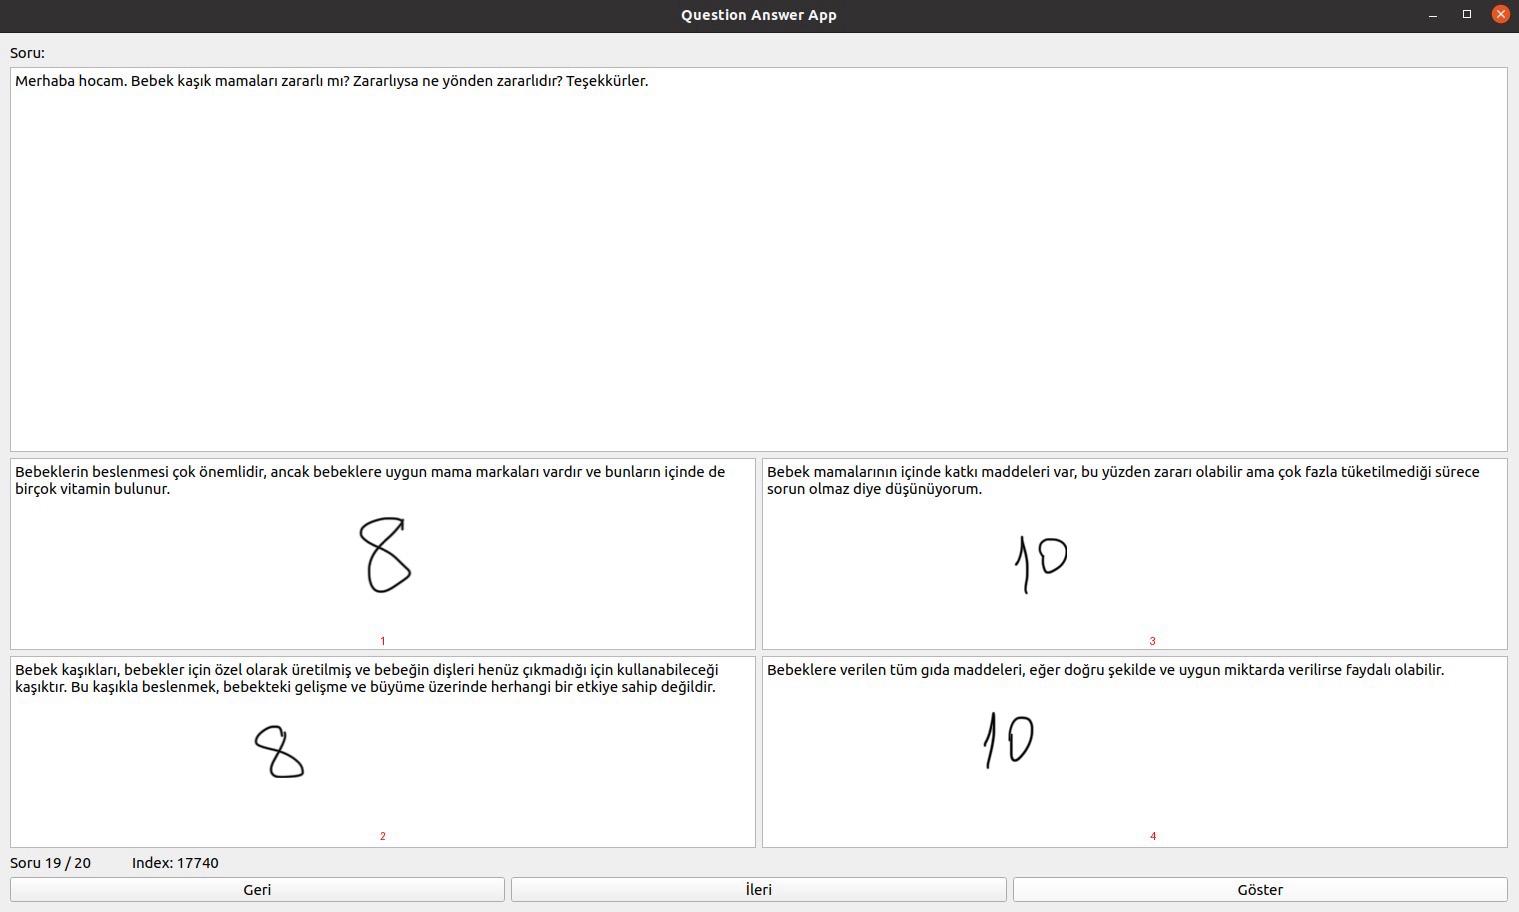 Question Answer App
Soru:
Merhaba hocam. Bebek kaşık mamaları zararlı mı? Zararlıysa ne yönden zararlıdır? Teşekkürler.
Bebeklerin beslenmesi çok önemlidir, ancak bebeklere uygun mama markaları vardır ve bunların içinde de
birçok vitamin bulunur.
8
1
Bebek mamalarının içinde katkı maddeleri var, bu yüzden zararı olabilir ama çok fazla tüketilmediği sürece
sorun olmaz diye düşünüyorum.
10
3
Bebek kaşıkları, bebekler için özel olarak üretilmiş ve bebeğin dişleri henüz çıkmadığı için kullanabileceği
kaşıktır. Bu kaşıkla beslenmek, bebekteki gelişme ve büyüme üzerinde herhangi bir etkiye sahip değildir.
8
2
Bebeklere verilen tüm gıda maddeleri, eğer doğru şekilde ve uygun miktarda verilirse faydalı olabilir.
10
4
Soru 19 / 20 Index: 17740
Geri İleri Göster